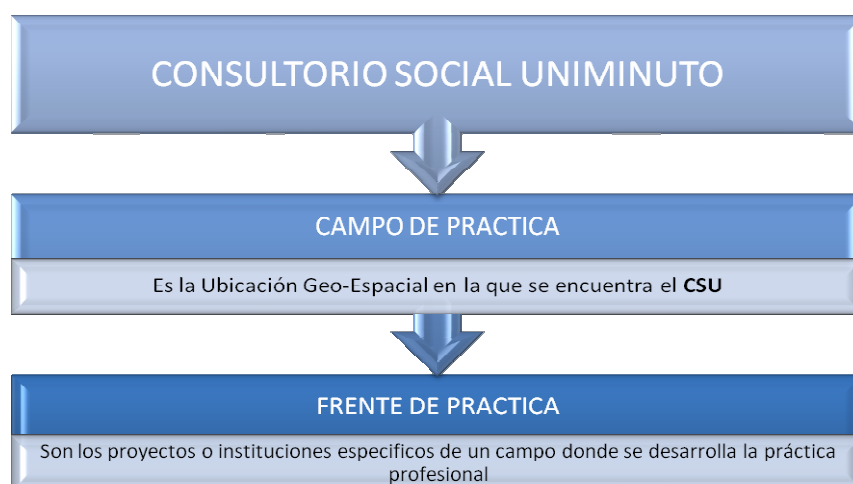 CONSULTORIO SOCIAL UNIMINUTO
CAMPO DE PRACTICA
Es la Ubicación Geo-Espacial en la que se encuentra el CSU
FRENTE DE PRACTICA
Son los proyectos o instituciones especificos de un campo donde se desarrolla la práctica
profesional